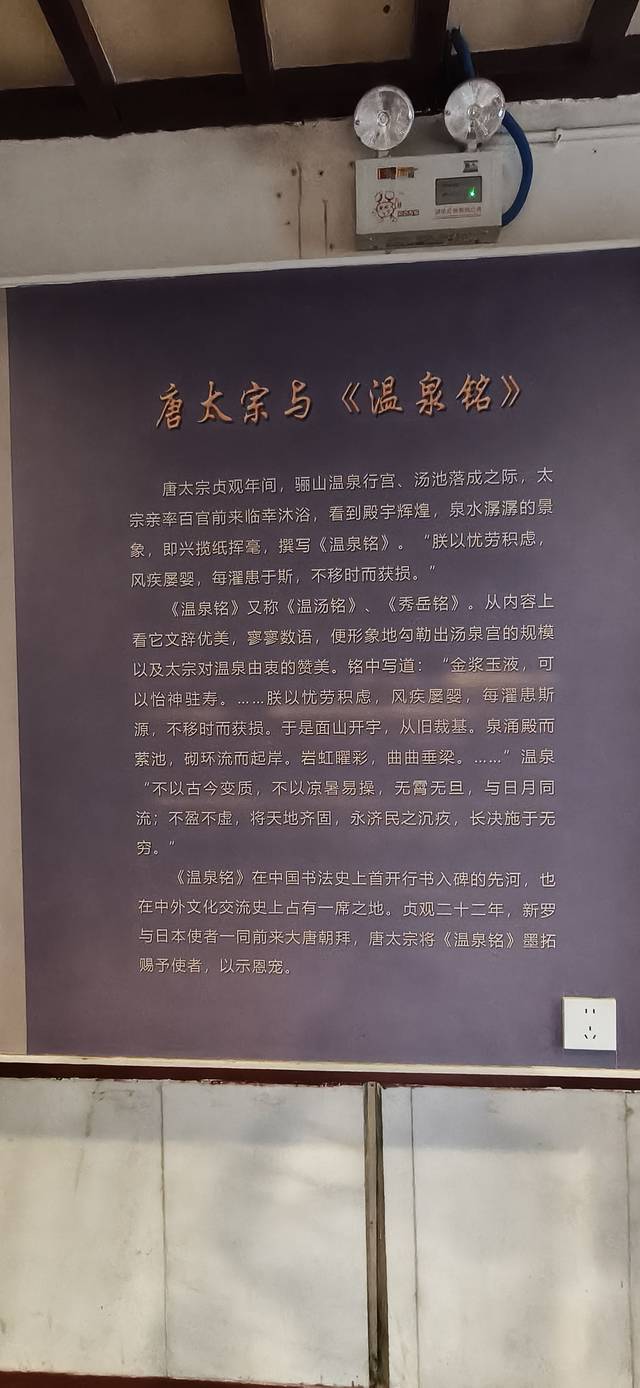 唐太宗与《温泉铭》
唐太宗贞观年间，骊山温泉行宫、汤池落成之际，太
宗亲率百官前来临幸沐浴，看到殿宇辉煌，泉水潺潺的景
象，即兴揽纸挥毫，撰写《温泉铭》。“朕以忧劳积虑，
风疾屡婴，每濯患于斯，不移时而获损。”
《温泉铭》又称《温汤铭》、《秀岳铭》。从内容上
看它文辞优美，寥寥数语，便形象地勾勒出汤泉宫的规模
以及太宗对温泉由衷的赞美。铭中写道：“金浆玉液，可
以怡神驻寿。……朕以忧劳积虑，风疾屡婴，每濯患斯
源，不移时而获损。于是面山开宇，从旧裁基。泉涌殿而
萦池，砌环流而起岸。岩虹曜彩，曲曲垂梁。……”温泉
“不以古今变质，不以凉暑易操，无霄无旦，与日月同
流；不盈不虚，将天地齐固，永济民之沉疢，长决施于无
穷。”
《温泉铭》在中国书法史上首开行书入碑的先河，也
在中外文化交流史上占有一席之地。贞观二十二年，新罗
与日本使者一同前来大唐朝拜，唐太宗将《温泉铭》墨拓
赐予使者，以示恩宠。